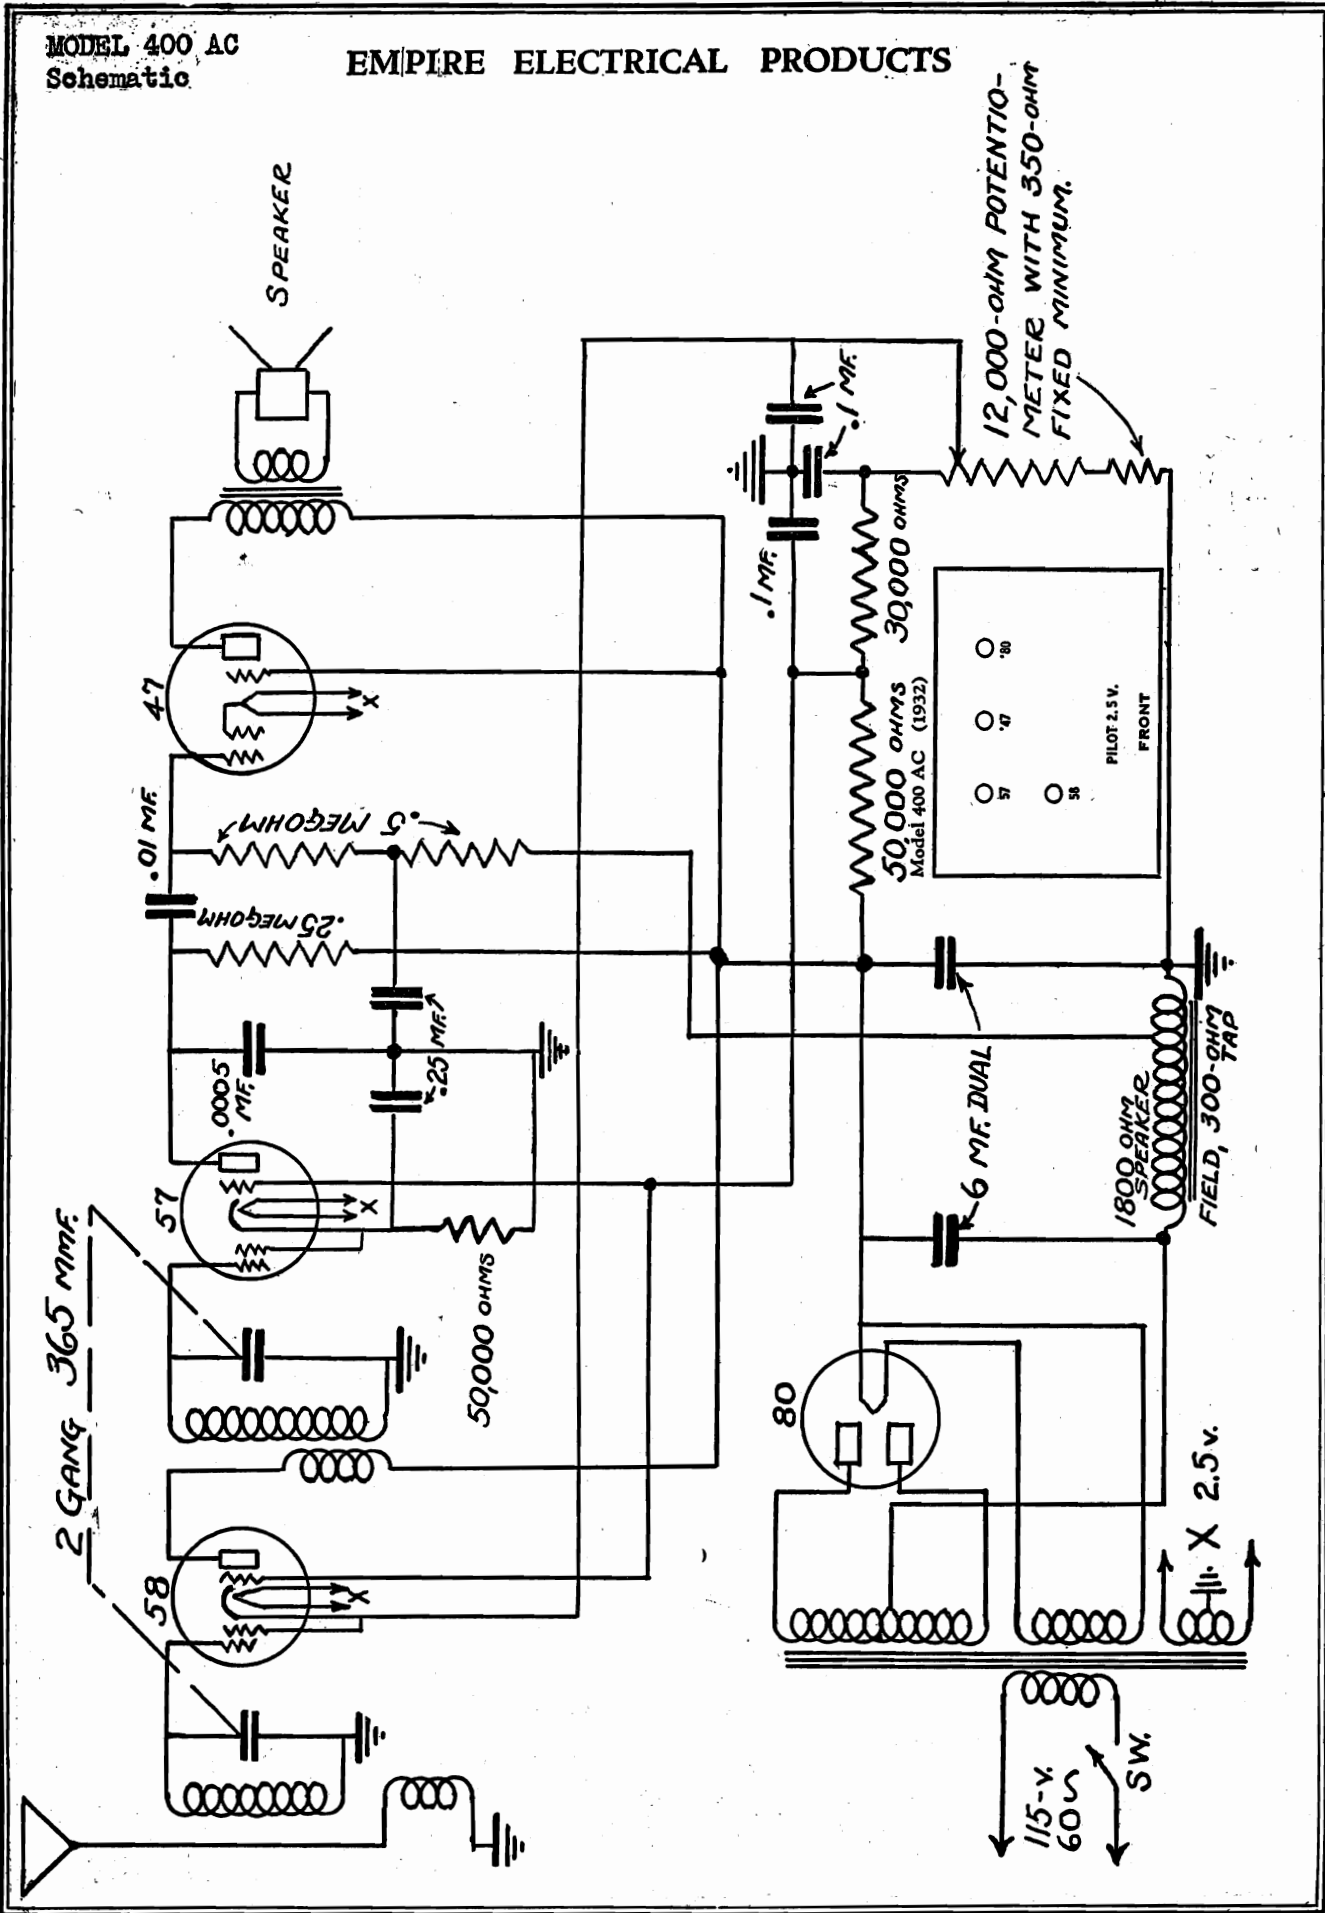 MODEL 400 AC
Schematic
EMPIRE ELECTRICAL PRODUCTS
SPEAKER
12,000-OHM POTENTIO-
METER WITH 350-OHM
FIXED MINIMUM.
47
X
.01 MF.
.5 MEGOHM
.25 MEGOHM
.1 MF.
.1 MF.
30,000 OHMS
50,000 OHMS
Model 400 AC (1932)
'80
'47
57
58
PILOT 2.5 V.
FRONT
.0005
MF.
.25 MF.
57
X
50,000 OHMS
6 MF. DUAL
1800 OHM
SPEAKER
FIELD, 300-OHM
TAP
2 GANG 365 MMF.
58
X
80
X 2.5 v.
115-V.
60~
SW.